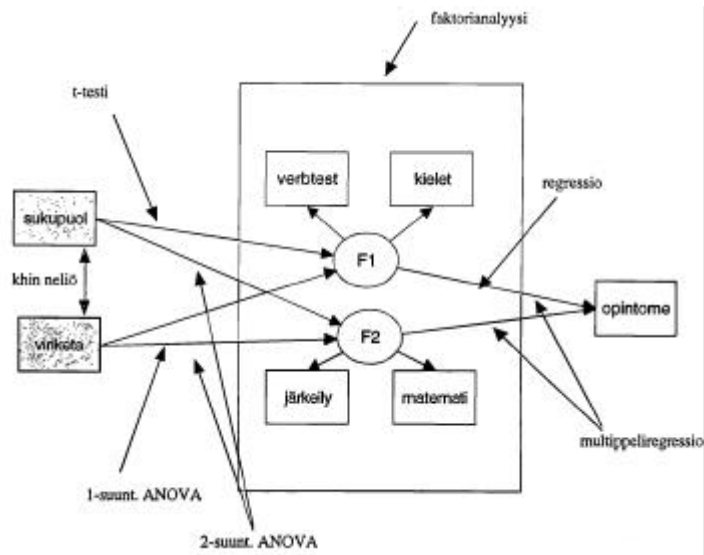 faktorianalyysi
t-testi
verbtest
kielet
regressio
sukupuol
F1
khin neliö
opintome
viriketa
F2
järkeily
matemati
multippeliregressio
1-suunt. ANOVA
2-suunt. ANOVA